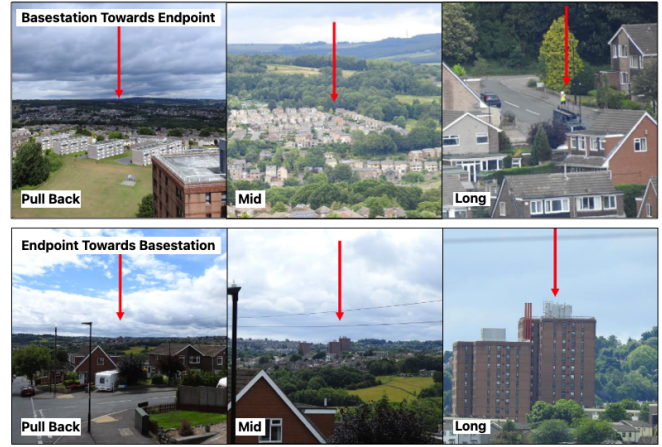 Basestation Towards Endpoint
Pull Back
Mid
Long
Endpoint Towards Basestation
Pull Back
Mid
Long